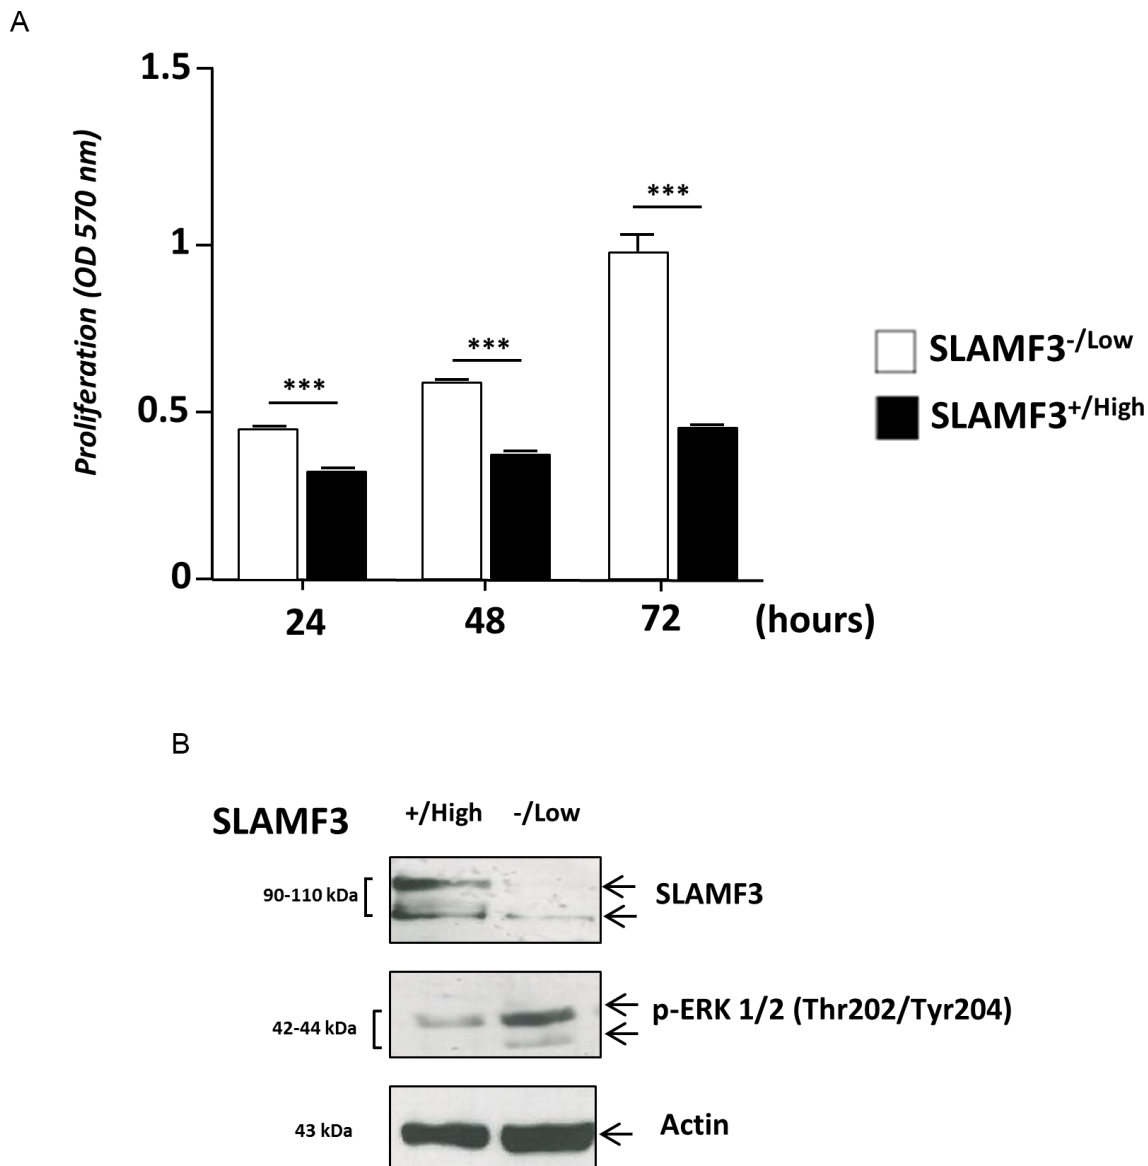 A
1.5
1
0.5
0
Proliferation (OD 570 nm)
***
***
***
24 48 72 (hours)
SLAMF3-/Low
SLAMF3+/High
B
SLAMF3 +/High -/Low
90-110 kDa SLAMF3
42-44 kDa p-ERK 1/2 (Thr202/Tyr204)
43 kDa Actin